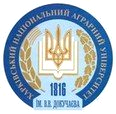 ХАРКІВСЬКИЙ НАЦІОНАЛЬНИЙ АГРАРНИЙ УНІВЕРСИТЕТ
1816
ІМ. В.В. ДОКУЧАЄВА